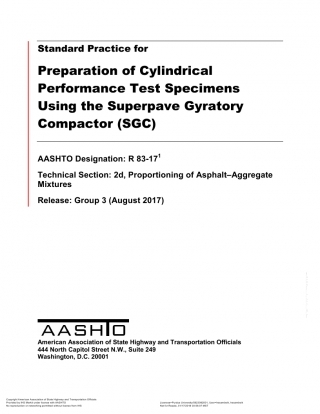 Standard Practice for
Preparation of Cylindrical
Performance Test Specimens
Using the Superpave Gyratory
Compactor (SGC)
AASHTO Designation: R 83-17¹
Technical Section: 2d, Proportioning of Asphalt–Aggregate
Mixtures
Release: Group 3 (August 2017)
AASHTO
American Association of State Highway and Transportation Officials
444 North Capitol Street N.W., Suite 249
Washington, D.C. 20001